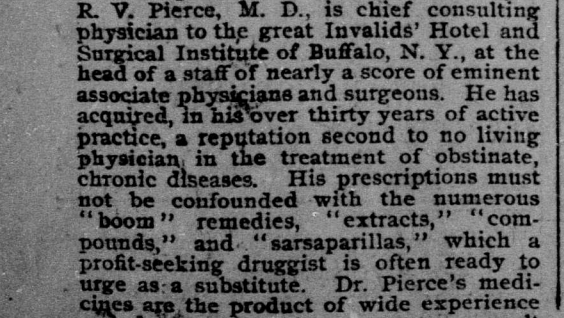 R. V. Pierce, M. D., is chief consulting
physician to the great Invalids' Hotel and
Surgical Institute of Buffalo, N. Y., at the
head of a staff of nearly a score of eminent
associate physicians and surgeons. He has
acquired, in his over thirty years of active
practice, a reputation second to no living
physician in the treatment of obstinate,
chronic diseases. His prescriptions must
not be confounded with the numerous
"boom" remedies, "extracts," "com-
pounds," and "sarsaparillas," which a
profit-seeking druggist is often ready to
urge as a substitute. Dr. Pierce's medi-
cines are the product of wide experience